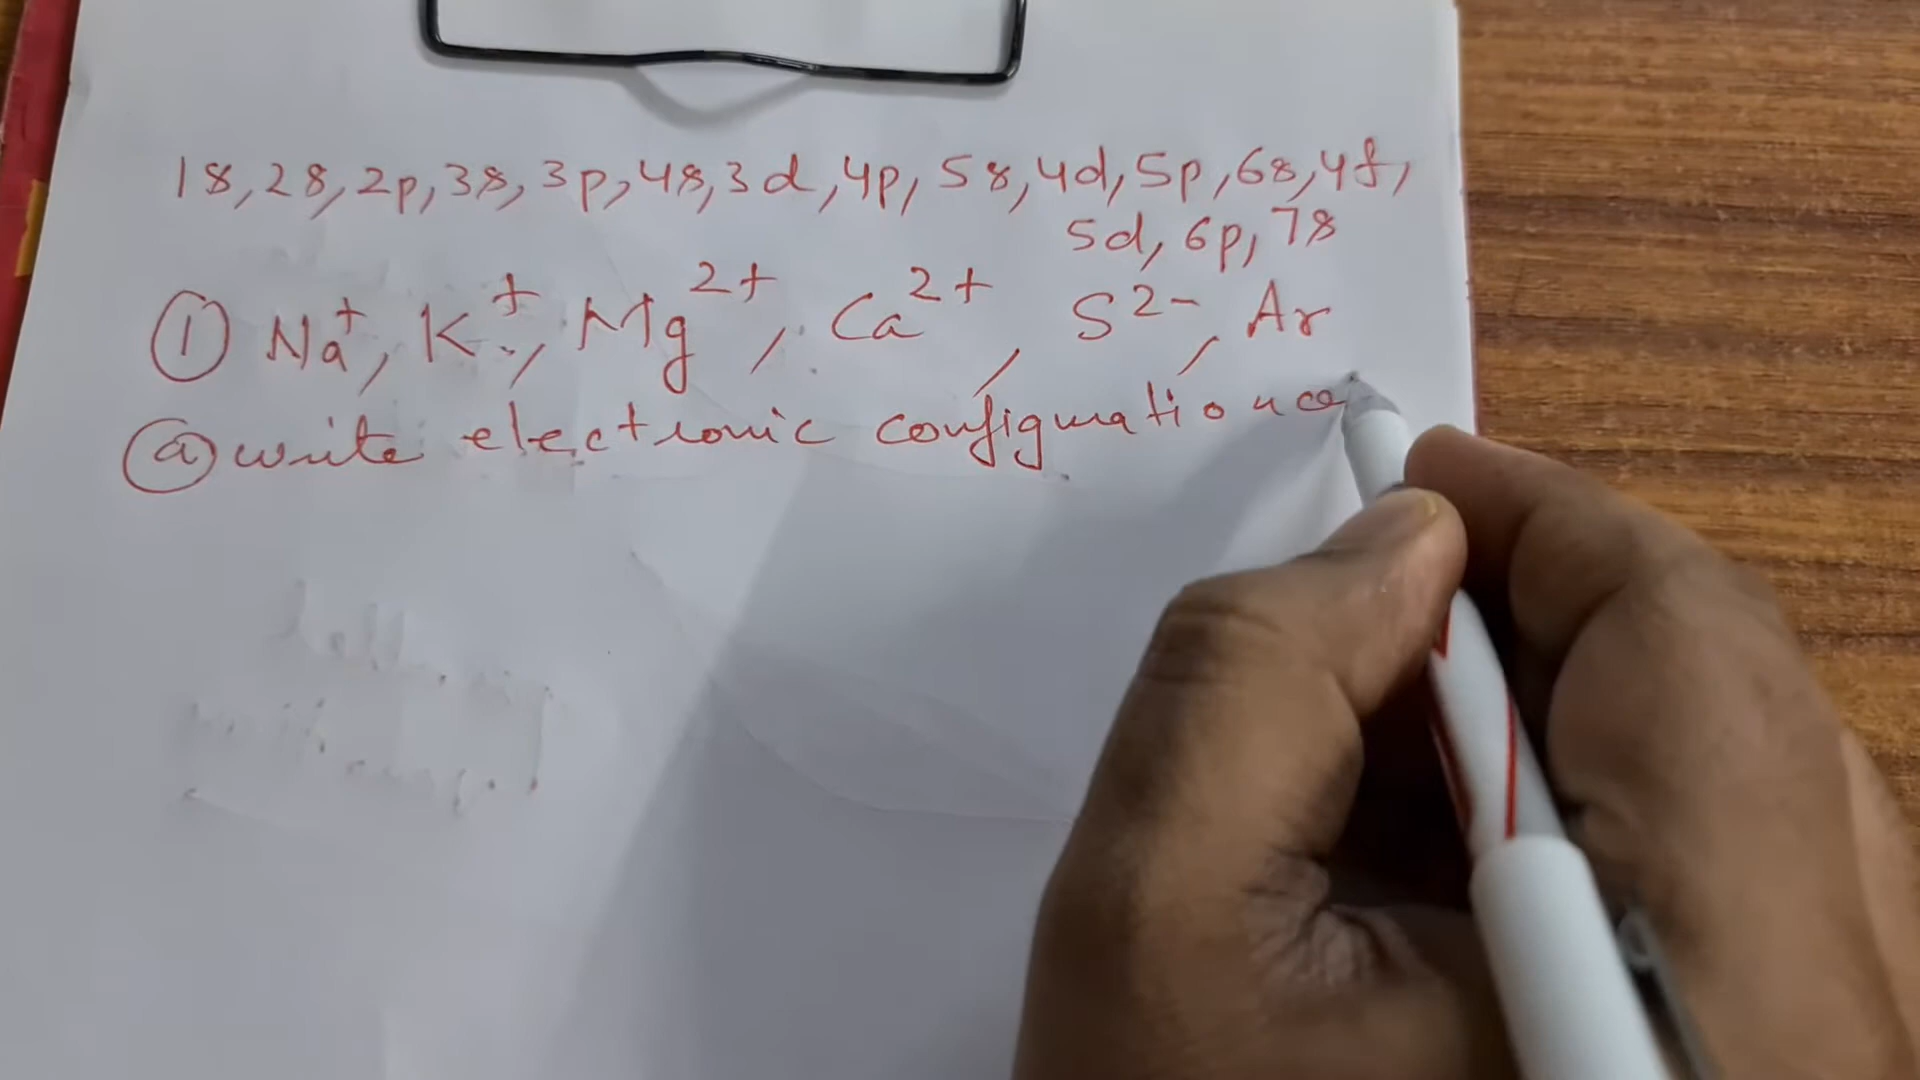 1s, 2s, 2p, 3s, 3p, 4s, 3d, 4p, 5s, 4d, 5p, 6s, 4f,
5d, 6p, 7s
① Na⁺, K⁺, Mg²⁺, Ca²⁺, S²⁻, Ar
ⓐ write electronic configuration